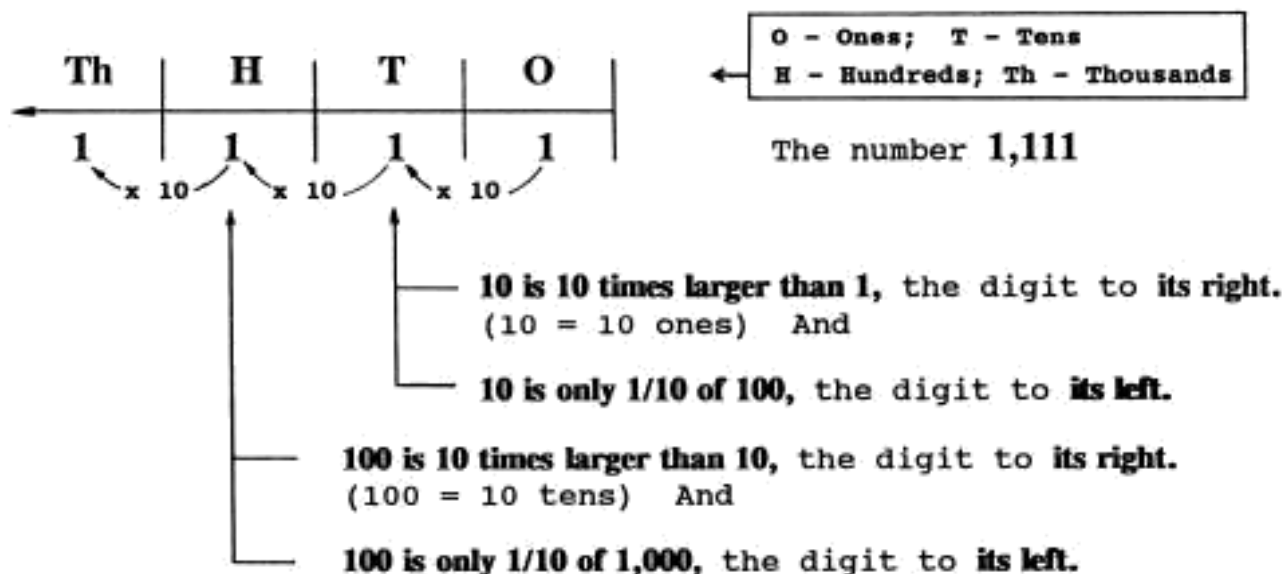 O - Ones; T - Tens
H - Hundreds; Th - Thousands
Th H T O
1 1 1 1
x 10 x 10 x 10
The number 1,111
10 is 10 times larger than 1, the digit to its right.
(10 = 10 ones) And
10 is only 1/10 of 100, the digit to its left.
100 is 10 times larger than 10, the digit to its right.
(100 = 10 tens) And
100 is only 1/10 of 1,000, the digit to its left.